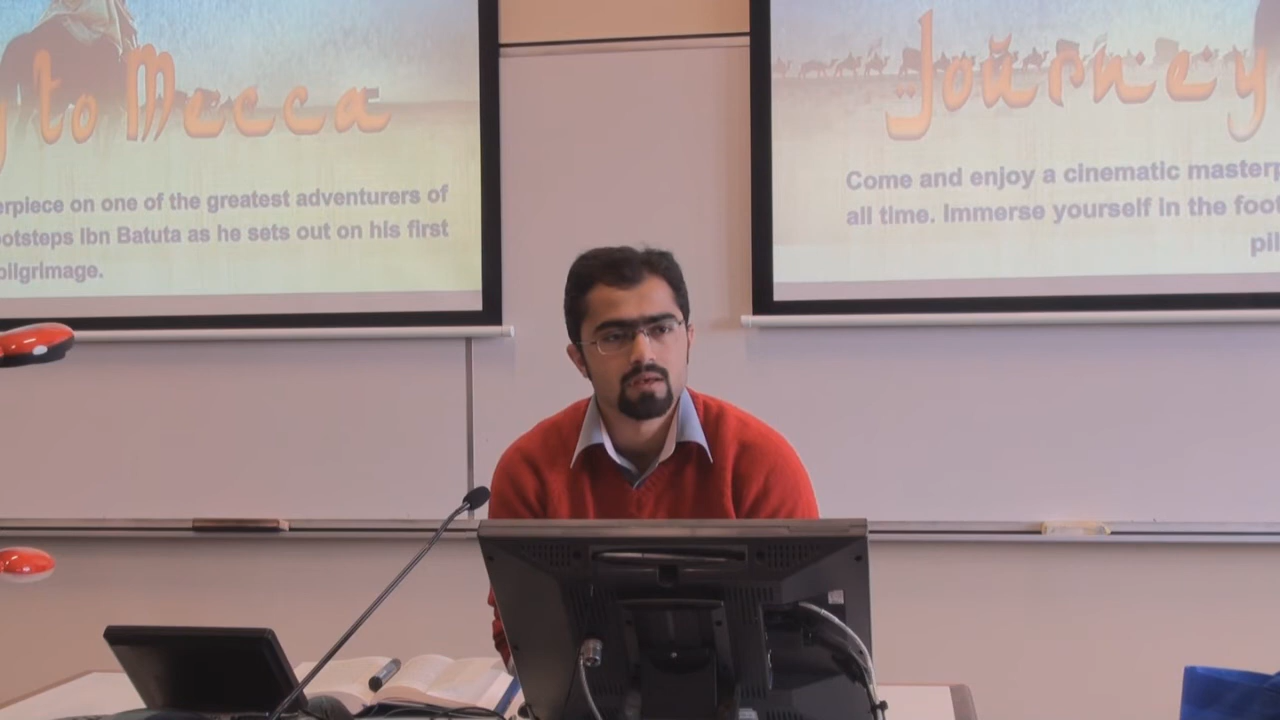 y to Mecca
erpiece on one of the greatest adventurers of
ootsteps Ibn Batuta as he sets out on his first
pilgrimage.
Journey
Come and enjoy a cinematic masterp
all time. Immerse yourself in the foot
pil